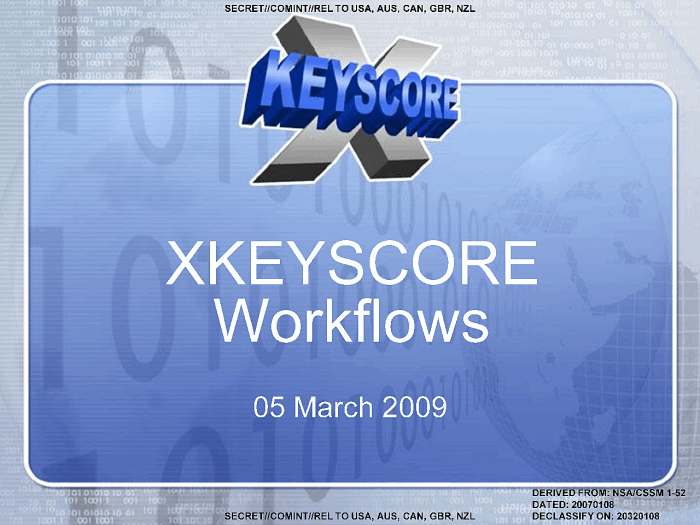 SECRET//COMINT//REL TO USA, AUS, CAN, GBR, NZL
X
KEYSCORE
XKEYSCORE
Workflows
05 March 2009
DERIVED FROM: NSA/CSSM 1-52
DATED: 20070108
DECLASSIFY ON: 20320108
SECRET//COMINT//REL TO USA, AUS, CAN, GBR, NZL